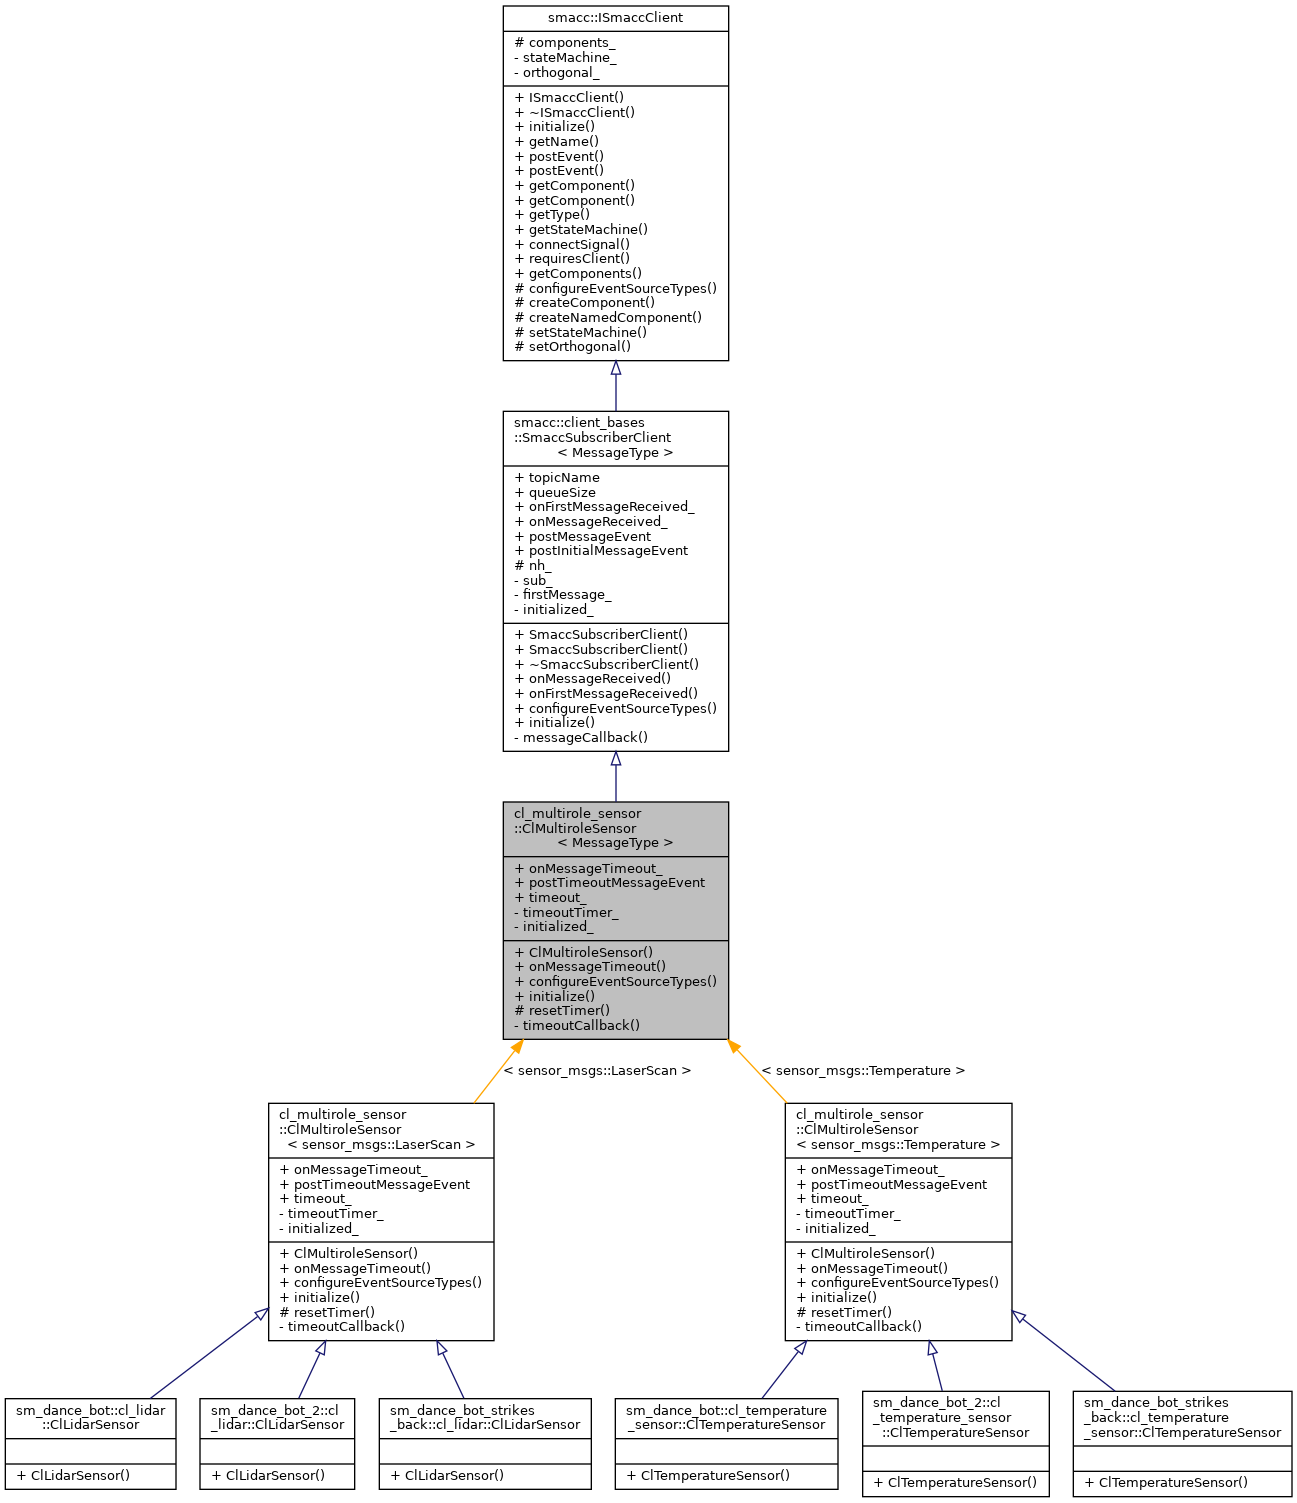 smacc::ISmaccClient
# components_
- stateMachine_
- orthogonal_
+ ISmaccClient()
+ ~ISmaccClient()
+ initialize()
+ getName()
+ postEvent()
+ postEvent()
+ getComponent()
+ getComponent()
+ getType()
+ getStateMachine()
+ connectSignal()
+ requiresClient()
+ getComponents()
# configureEventSourceTypes()
# createComponent()
# createNamedComponent()
# setStateMachine()
# setOrthogonal()
smacc::client_bases
::SmaccSubscriberClient
< MessageType >
+ topicName
+ queueSize
+ onFirstMessageReceived_
+ onMessageReceived_
+ postMessageEvent
+ postInitialMessageEvent
# nh_
- sub_
- firstMessage_
- initialized_
+ SmaccSubscriberClient()
+ SmaccSubscriberClient()
+ ~SmaccSubscriberClient()
+ onMessageReceived()
+ onFirstMessageReceived()
+ configureEventSourceTypes()
+ initialize()
- messageCallback()
cl_multirole_sensor
::ClMultiroleSensor
< MessageType >
+ onMessageTimeout_
+ postTimeoutMessageEvent
+ timeout_
- timeoutTimer_
- initialized_
+ ClMultiroleSensor()
+ onMessageTimeout()
+ configureEventSourceTypes()
+ initialize()
# resetTimer()
- timeoutCallback()
< sensor_msgs::LaserScan >
< sensor_msgs::Temperature >
cl_multirole_sensor
::ClMultiroleSensor
< sensor_msgs::LaserScan >
+ onMessageTimeout_
+ postTimeoutMessageEvent
+ timeout_
- timeoutTimer_
- initialized_
+ ClMultiroleSensor()
+ onMessageTimeout()
+ configureEventSourceTypes()
+ initialize()
# resetTimer()
- timeoutCallback()
cl_multirole_sensor
::ClMultiroleSensor
< sensor_msgs::Temperature >
+ onMessageTimeout_
+ postTimeoutMessageEvent
+ timeout_
- timeoutTimer_
- initialized_
+ ClMultiroleSensor()
+ onMessageTimeout()
+ configureEventSourceTypes()
+ initialize()
# resetTimer()
- timeoutCallback()
sm_dance_bot::cl_lidar
::ClLidarSensor
+ ClLidarSensor()
sm_dance_bot_2::cl
_lidar::ClLidarSensor
+ ClLidarSensor()
sm_dance_bot_strikes
_back::cl_lidar::ClLidarSensor
+ ClLidarSensor()
sm_dance_bot::cl_temperature
_sensor::ClTemperatureSensor
+ ClTemperatureSensor()
sm_dance_bot_2::cl
_temperature_sensor
::ClTemperatureSensor
+ ClTemperatureSensor()
sm_dance_bot_strikes
_back::cl_temperature
_sensor::ClTemperatureSensor
+ ClTemperatureSensor()